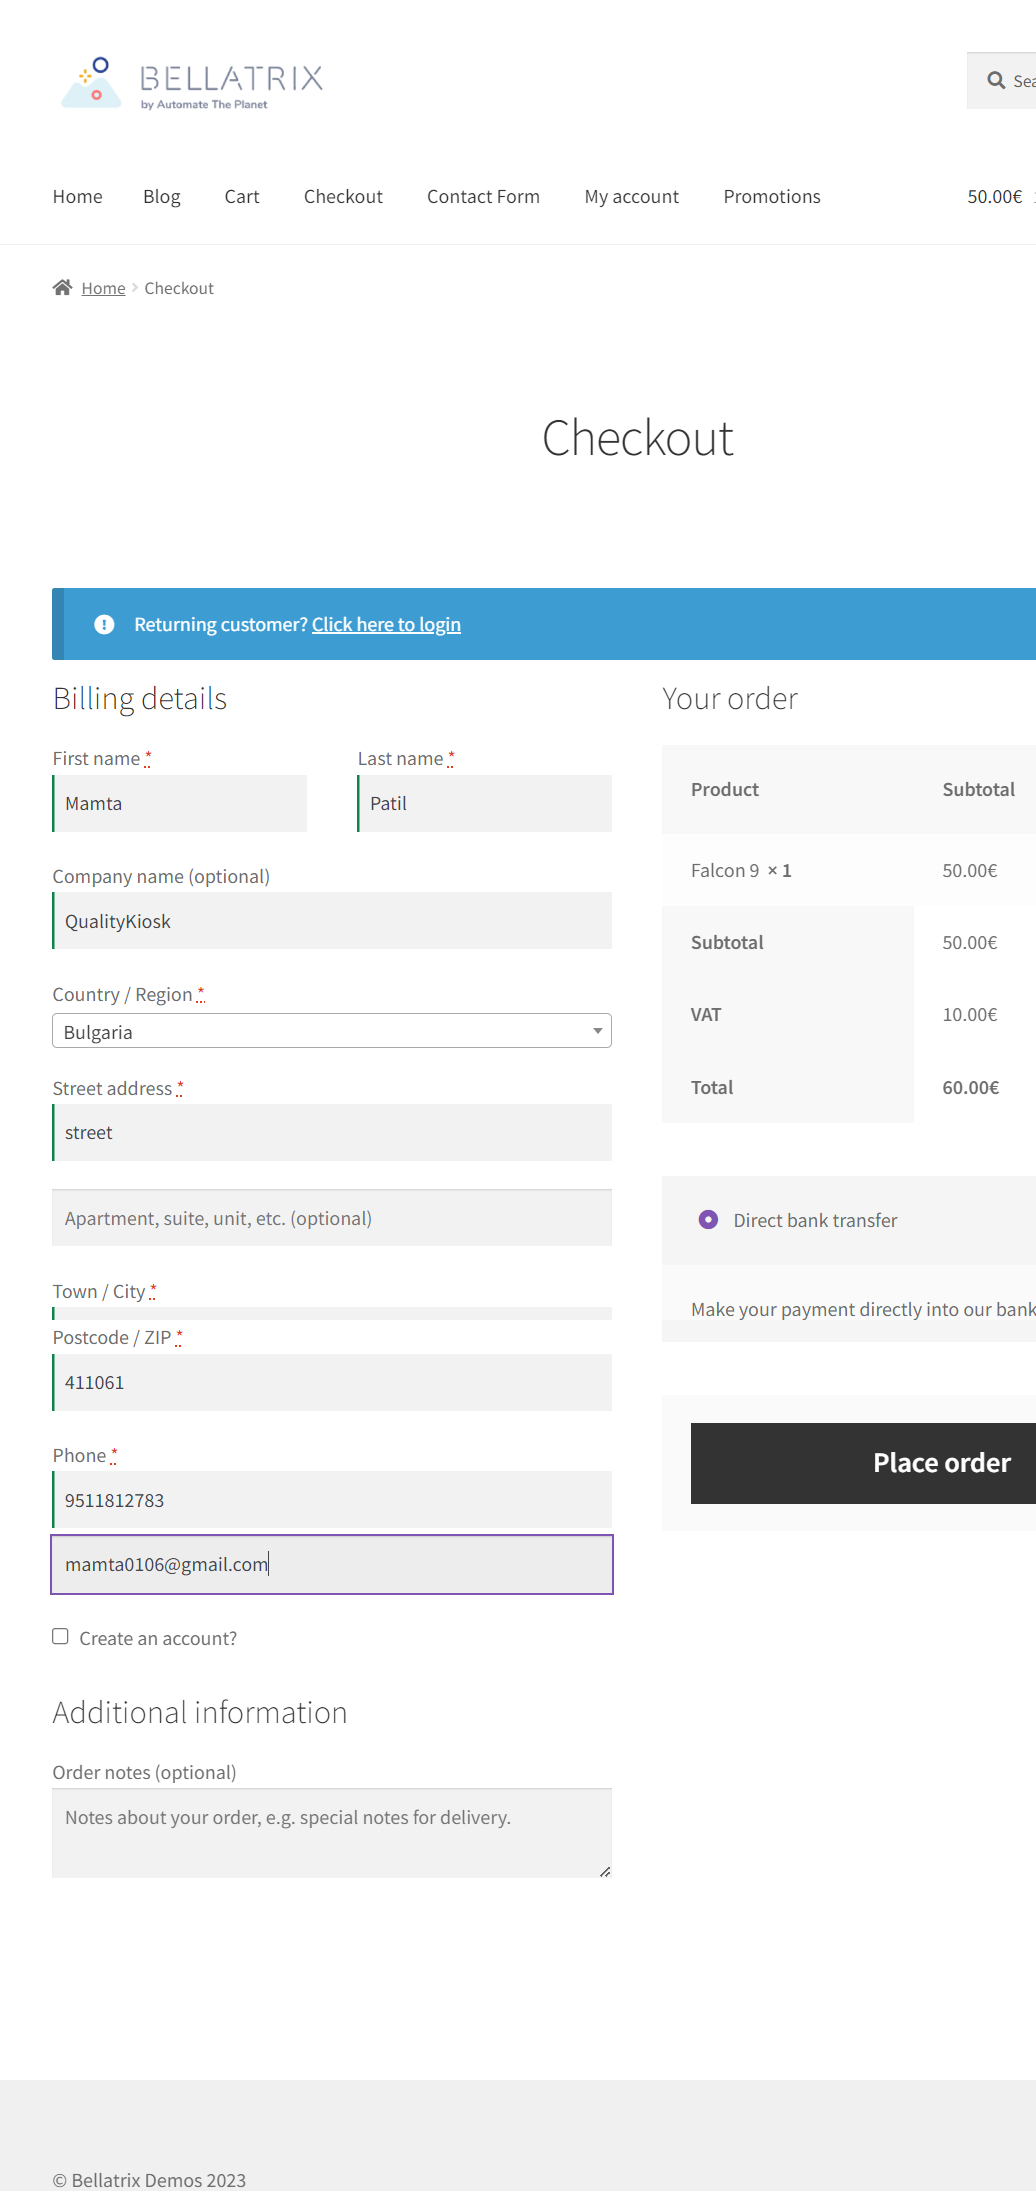 BELLATRIX
by Automate The Planet
Home Blog Cart Checkout Contact Form My account Promotions 50.00€
Home › Checkout
Checkout
Returning customer? Click here to login
Billing details
First name * Last name *
Mamta Patil
Company name (optional)
QualityKiosk
Country / Region *
Bulgaria
Street address *
street
Apartment, suite, unit, etc. (optional)
Town / City *
Postcode / ZIP *
411061
Phone *
9511812783
mamta0106@gmail.com
Create an account?
Additional information
Order notes (optional)
Notes about your order, e.g. special notes for delivery.
Your order
Product Subtotal
Falcon 9 × 1 50.00€
Subtotal 50.00€
VAT 10.00€
Total 60.00€
Direct bank transfer
Make your payment directly into our bank
Place order
© Bellatrix Demos 2023